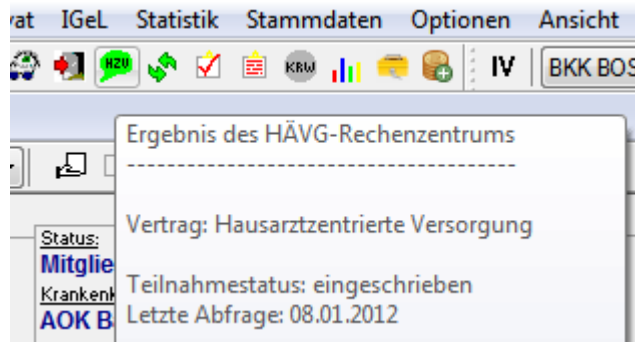 vat IGeL Statistik Stammdaten Optionen Ansicht
HZV KRW IV BKK BOS
Ergebnis des HÄVG-Rechenzentrums
---------------------------------------
Vertrag: Hausarztzentrierte Versorgung
Status:
Mitglie
Teilnahmestatus: eingeschrieben
Krankenk
Letzte Abfrage: 08.01.2012
AOK B